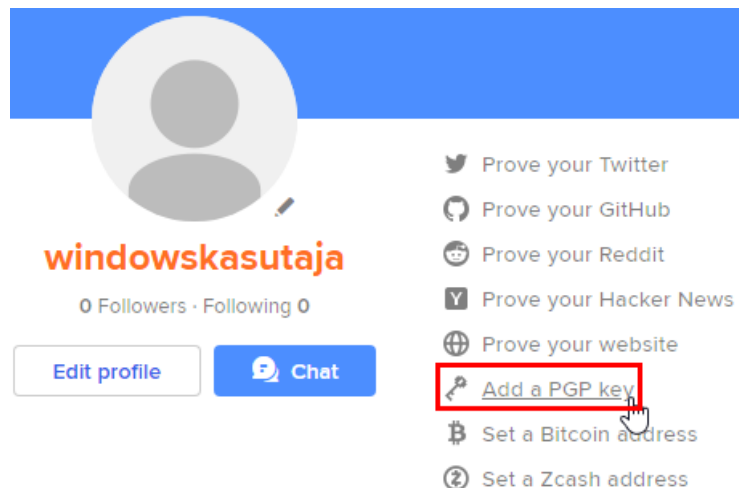 windowskasutaja
0 Followers · Following 0
Edit profile
Chat
Prove your Twitter
Prove your GitHub
Prove your Reddit
Prove your Hacker News
Prove your website
Add a PGP key
Set a Bitcoin address
Set a Zcash address